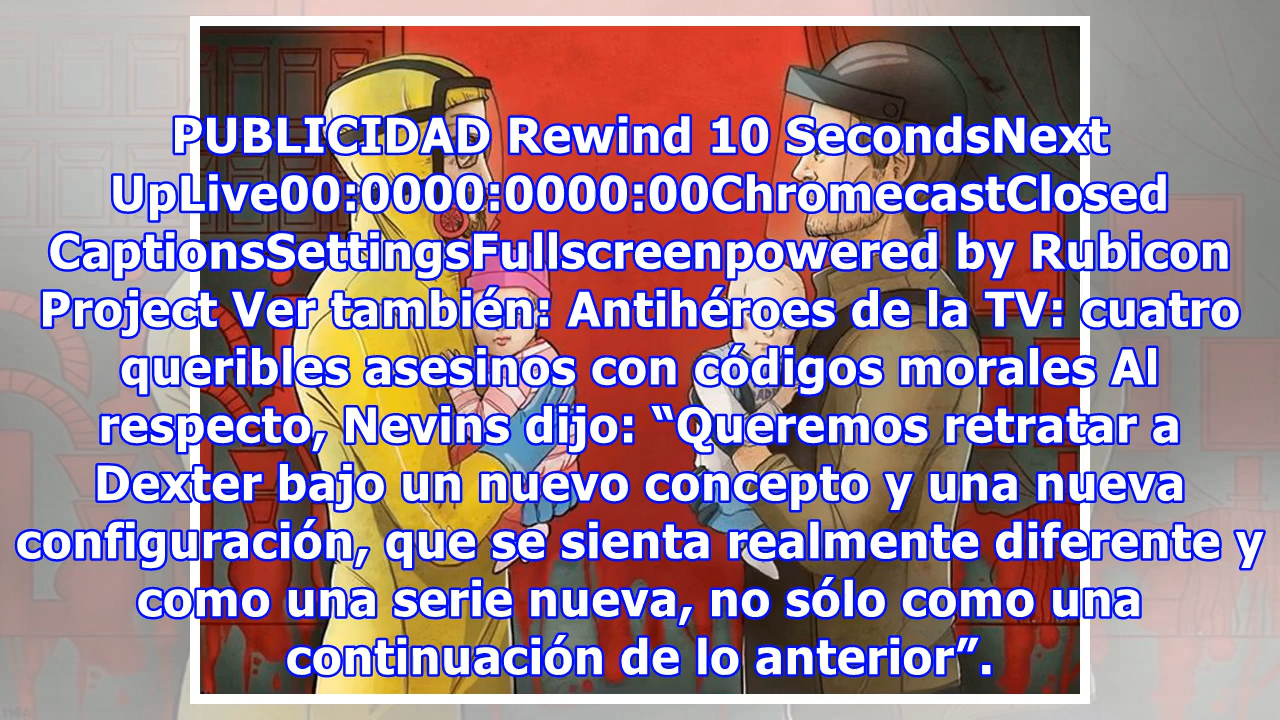 PUBLICIDAD Rewind 10 SecondsNext
UpLive00:0000:0000:00ChromecastClosed
CaptionsSettingsFullscreenpowered by Rubicon
Project Ver también: Antihéroes de la TV: cuatro
queribles asesinos con códigos morales Al
respecto, Nevins dijo: “Queremos retratar a
Dexter bajo un nuevo concepto y una nueva
configuración, que se sienta realmente diferente y
como una serie nueva, no sólo como una
continuación de lo anterior”.